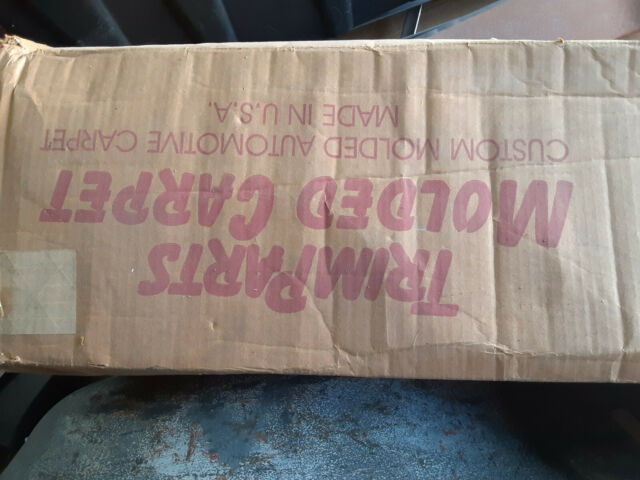 TRIMPARTS
MOLDED CARPET
CUSTOM MOLDED AUTOMOTIVE CARPET
MADE IN U.S.A.